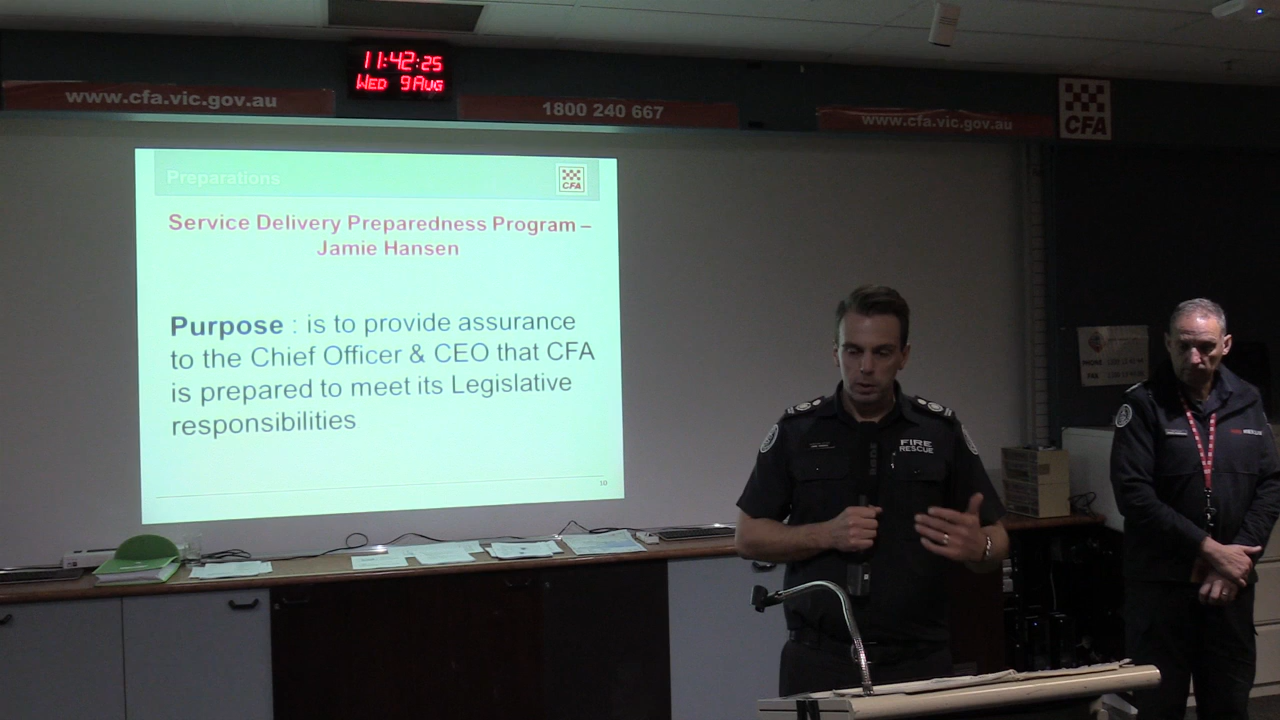 11:42:25
WED 9AUG
www.cfa.vic.gov.au
1800 240 667
www.cfa.vic.gov.au
CFA
Preparations
CFA
Service Delivery Preparedness Program –
Jamie Hansen
Purpose : is to provide assurance
to the Chief Officer & CEO that CFA
is prepared to meet its Legislative
responsibilities
10
FIRE
RESCUE
PHONE
FAX